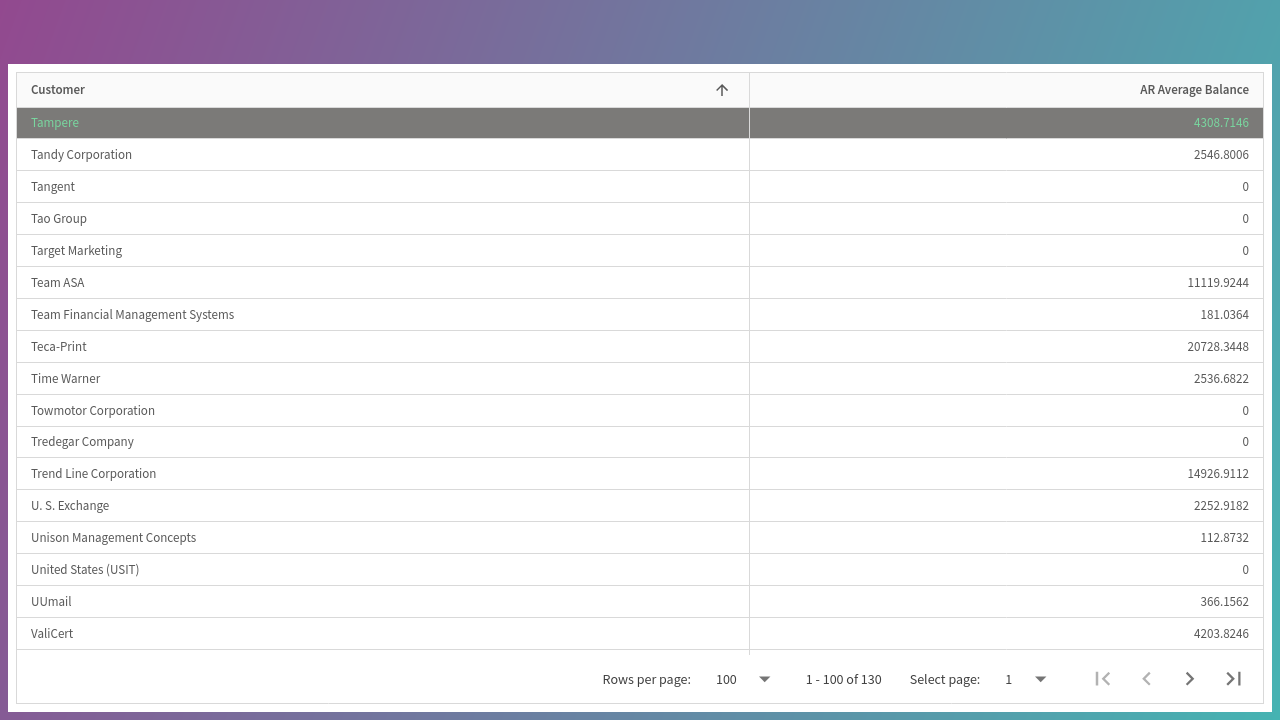 Customer AR Average Balance
Tampere 4308.7146
Tandy Corporation 2546.8006
Tangent 0
Tao Group 0
Target Marketing 0
Team ASA 11119.9244
Team Financial Management Systems 181.0364
Teca-Print 20728.3448
Time Warner 2536.6822
Towmotor Corporation 0
Tredegar Company 0
Trend Line Corporation 14926.9112
U. S. Exchange 2252.9182
Unison Management Concepts 112.8732
United States (USIT) 0
UUmail 366.1562
ValiCert 4203.8246
Rows per page: 100 1 - 100 of 130 Select page: 1